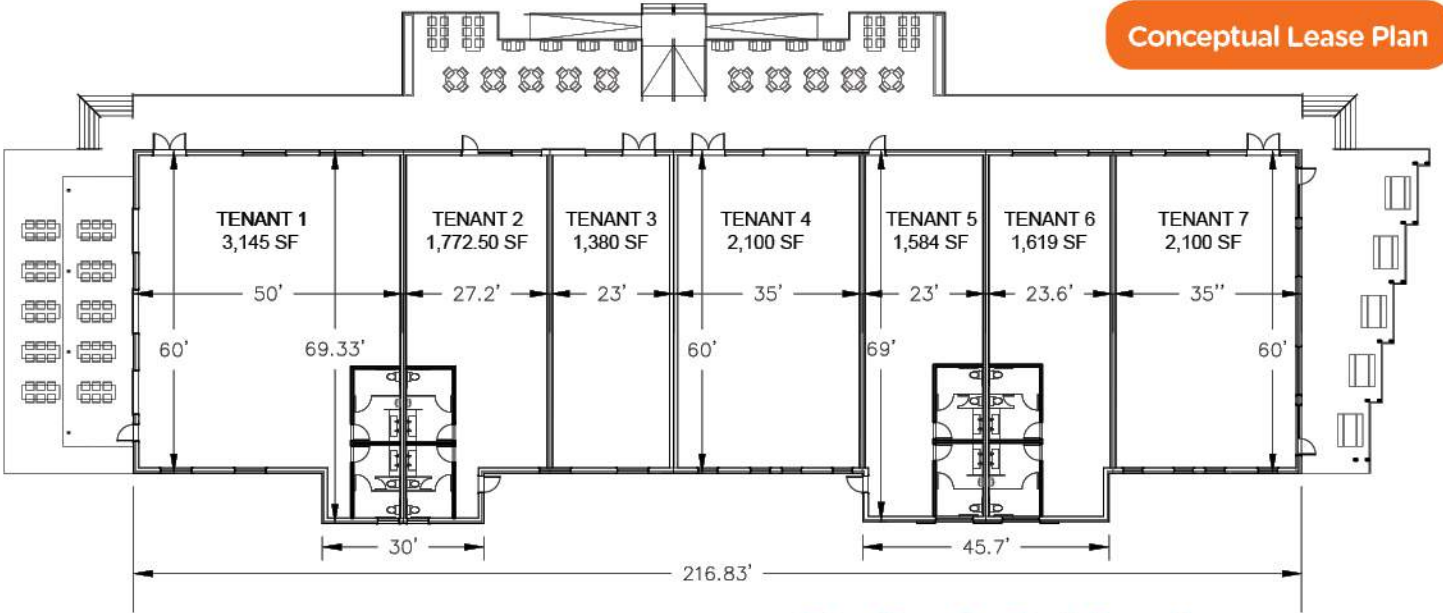 Conceptual Lease Plan
TENANT 1
3,145 SF
TENANT 2
1,772.50 SF
TENANT 3
1,380 SF
TENANT 4
2,100 SF
TENANT 5
1,584 SF
TENANT 6
1,619 SF
TENANT 7
2,100 SF
50'
27.2'
23'
35'
23'
23.6'
35''
60'
69.33'
60'
69'
60'
30'
45.7'
216.83'